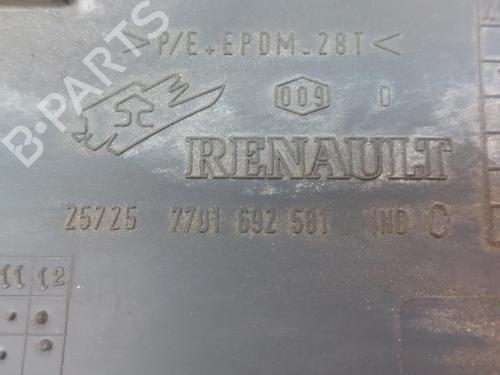 >P/E+EPDM_28T<
009 D
RENAULT
25725 7701 692 581 IND C
11 12
B-PARTS